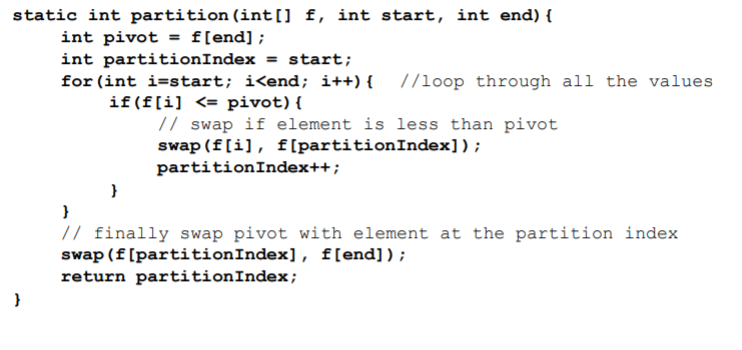 static int partition(int[] f, int start, int end){
int pivot = f[end];
int partitionIndex = start;
for(int i=start; i<end; i++){ //loop through all the values
if(f[i] <= pivot){
// swap if element is less than pivot
swap(f[i], f[partitionIndex]);
partitionIndex++;
}
}
// finally swap pivot with element at the partition index
swap(f[partitionIndex], f[end]);
return partitionIndex;
}